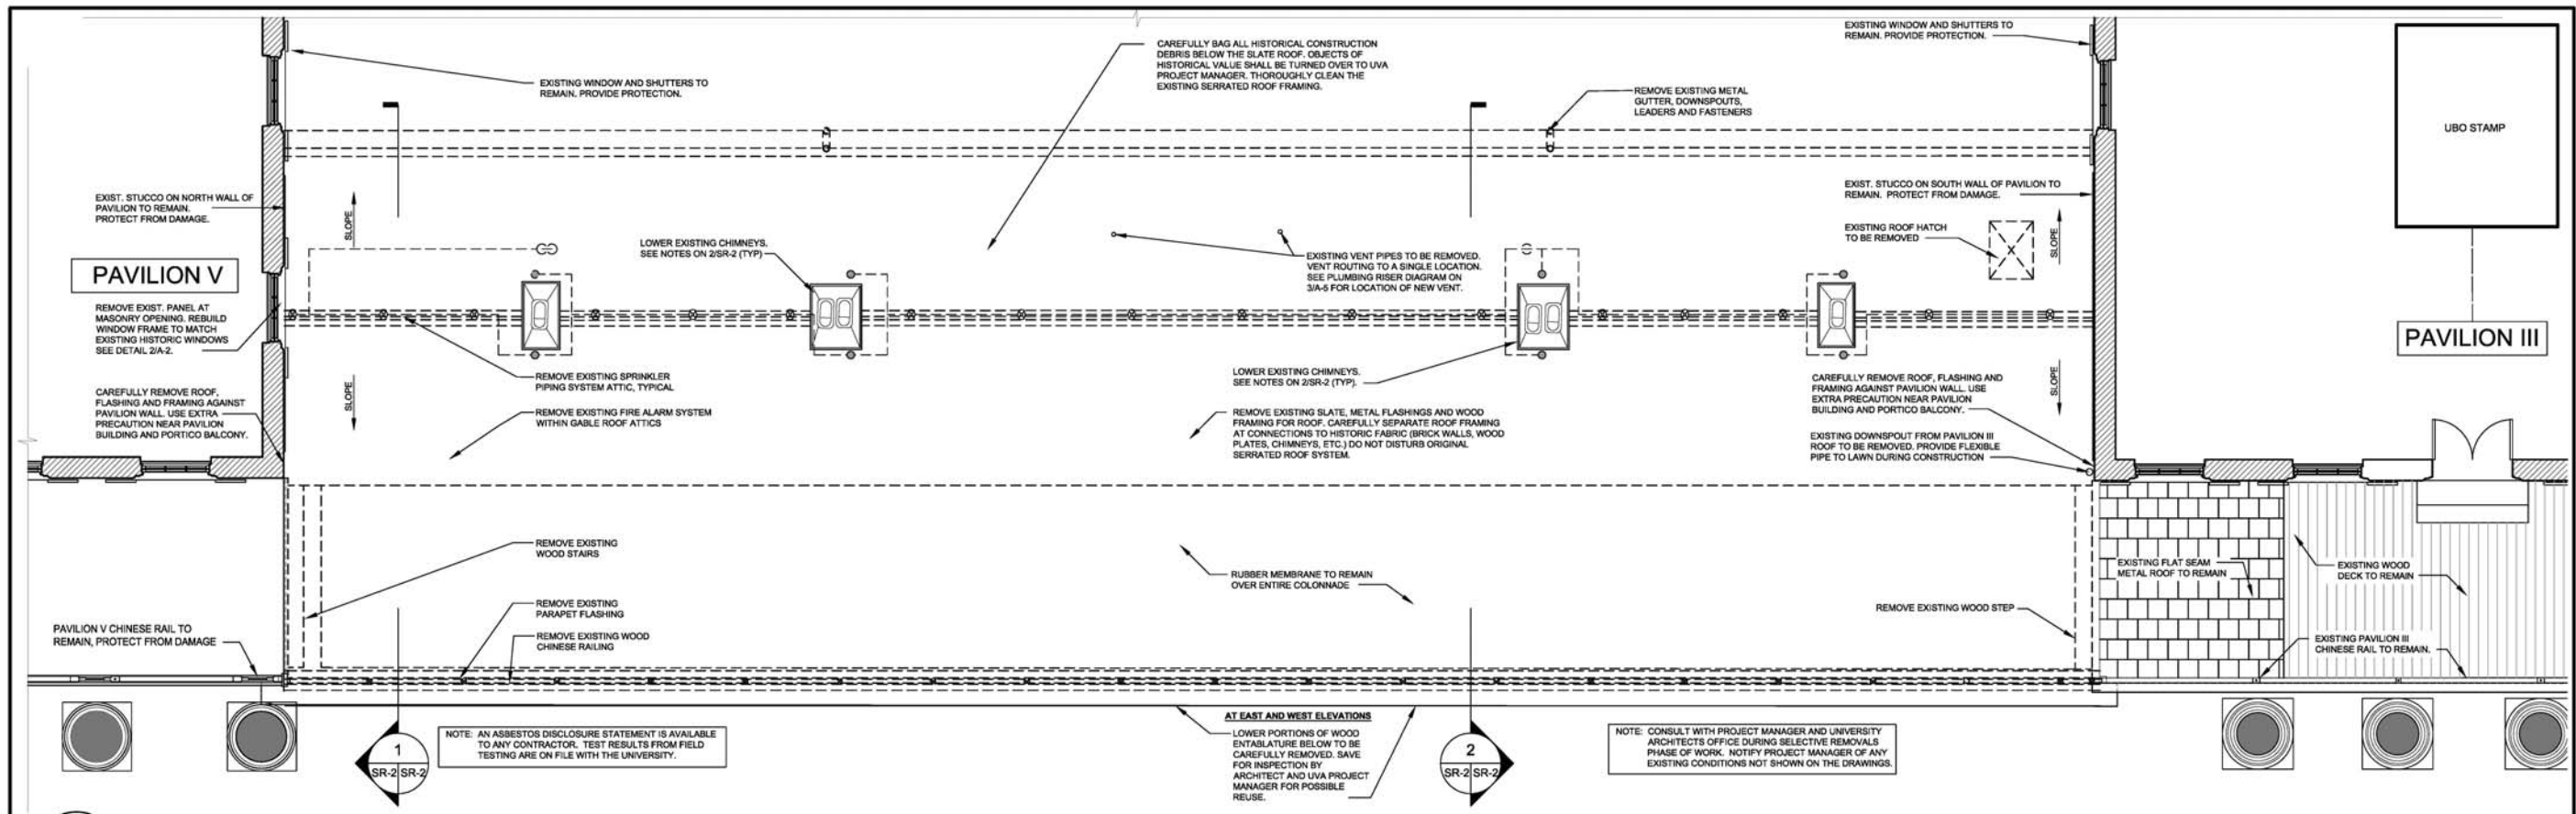 EXISTING WINDOW AND SHUTTERS TO
REMAIN. PROVIDE PROTECTION.
CAREFULLY BAG ALL HISTORICAL CONSTRUCTION
DEBRIS BELOW THE SLATE ROOF. OBJECTS OF
HISTORICAL VALUE SHALL BE TURNED OVER TO UVA
PROJECT MANAGER. THOROUGHLY CLEAN THE
EXISTING SERRATED ROOF FRAMING.
REMOVE EXISTING METAL
GUTTER, DOWNSPOUTS,
LEADERS AND FASTENERS
EXISTING WINDOW AND SHUTTERS TO
REMAIN. PROVIDE PROTECTION.
UBO STAMP
EXIST. STUCCO ON NORTH WALL OF
PAVILION TO REMAIN.
PROTECT FROM DAMAGE.
SLOPE
EXIST. STUCCO ON SOUTH WALL OF PAVILION TO
REMAIN. PROTECT FROM DAMAGE.
EXISTING ROOF HATCH
TO BE REMOVED
SLOPE
LOWER EXISTING CHIMNEYS.
SEE NOTES ON 2/SR-2 (TYP)
EXISTING VENT PIPES TO BE REMOVED.
VENT ROUTING TO A SINGLE LOCATION.
SEE PLUMBING RISER DIAGRAM ON
3/A-5 FOR LOCATION OF NEW VENT.
PAVILION V
REMOVE EXIST. PANEL AT
MASONRY OPENING. REBUILD
WINDOW FRAME TO MATCH
EXISTING HISTORIC WINDOWS
SEE DETAIL 2/A-2.
PAVILION III
REMOVE EXISTING SPRINKLER
PIPING SYSTEM ATTIC, TYPICAL
LOWER EXISTING CHIMNEYS.
SEE NOTES ON 2/SR-2 (TYP).
SLOPE
SLOPE
CAREFULLY REMOVE ROOF,
FLASHING AND FRAMING AGAINST
PAVILION WALL. USE EXTRA
PRECAUTION NEAR PAVILION
BUILDING AND PORTICO BALCONY.
REMOVE EXISTING FIRE ALARM SYSTEM
WITHIN GABLE ROOF ATTICS
REMOVE EXISTING SLATE, METAL FLASHINGS AND WOOD
FRAMING FOR ROOF. CAREFULLY SEPARATE ROOF FRAMING
AT CONNECTIONS TO HISTORIC FABRIC (BRICK WALLS, WOOD
PLATES, CHIMNEYS, ETC.) DO NOT DISTURB ORIGINAL
SERRATED ROOF SYSTEM.
CAREFULLY REMOVE ROOF, FLASHING AND
FRAMING AGAINST PAVILION WALL. USE
EXTRA PRECAUTION NEAR PAVILION
BUILDING AND PORTICO BALCONY.
EXISTING DOWNSPOUT FROM PAVILION III
ROOF TO BE REMOVED. PROVIDE FLEXIBLE
PIPE TO LAWN DURING CONSTRUCTION
REMOVE EXISTING
WOOD STAIRS
RUBBER MEMBRANE TO REMAIN
OVER ENTIRE COLONNADE
EXISTING FLAT SEAM
METAL ROOF TO REMAIN
EXISTING WOOD
DECK TO REMAIN
REMOVE EXISTING
PARAPET FLASHING
REMOVE EXISTING WOOD STEP
PAVILION V CHINESE RAIL TO
REMAIN, PROTECT FROM DAMAGE
REMOVE EXISTING WOOD
CHINESE RAILING
EXISTING PAVILION III
CHINESE RAIL TO REMAIN.
1
SR-2 SR-2
NOTE: AN ASBESTOS DISCLOSURE STATEMENT IS AVAILABLE
TO ANY CONTRACTOR. TEST RESULTS FROM FIELD
TESTING ARE ON FILE WITH THE UNIVERSITY.
AT EAST AND WEST ELEVATIONS
LOWER PORTIONS OF WOOD
ENTABLATURE BELOW TO BE
CAREFULLY REMOVED. SAVE
FOR INSPECTION BY
ARCHITECT AND UVA PROJECT
MANAGER FOR POSSIBLE
REUSE.
2
SR-2 SR-2
NOTE: CONSULT WITH PROJECT MANAGER AND UNIVERSITY
ARCHITECTS OFFICE DURING SELECTIVE REMOVALS
PHASE OF WORK. NOTIFY PROJECT MANAGER OF ANY
EXISTING CONDITIONS NOT SHOWN ON THE DRAWINGS.